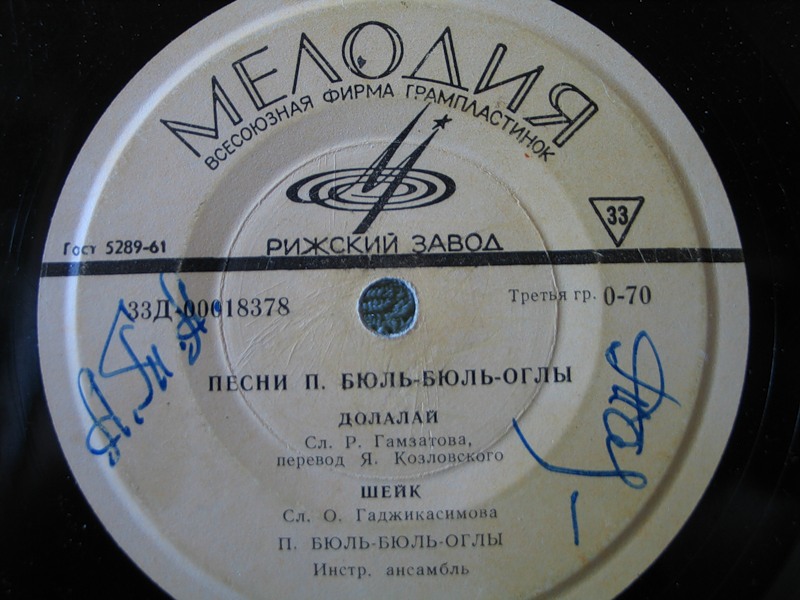 МЕЛОДИЯ
ВСЕСОЮЗНАЯ ФИРМА ГРАМПЛАСТИНОК
33
РИЖСКИЙ ЗАВОД
Гост 5289-61
33Д-00018378
Третья гр. 0-70
ПЕСНИ П. БЮЛЬ-БЮЛЬ-ОГЛЫ
ДОЛАЛАЙ
Сл. Р. Гамзатова,
перевод Я. Козловского
ШЕЙК
Сл. О. Гаджикасимова
П. БЮЛЬ-БЮЛЬ-ОГЛЫ
Инстр. ансамбль